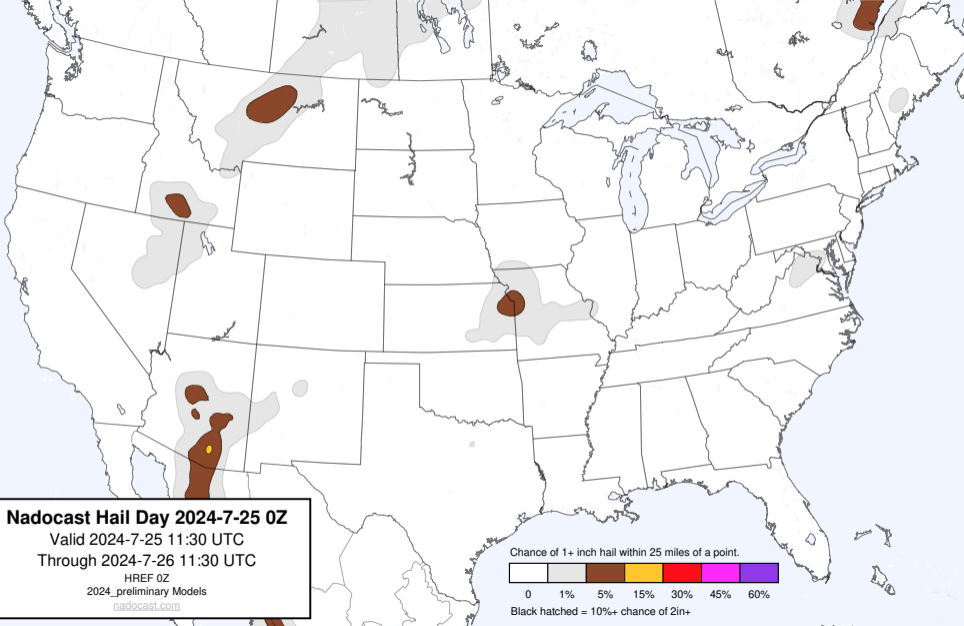 Nadocast Hail Day 2024-7-25 0Z
Valid 2024-7-25 11:30 UTC
Through 2024-7-26 11:30 UTC
HREF 0Z
2024_preliminary Models
nadocast.com
Chance of 1+ inch hail within 25 miles of a point.
0 1% 5% 15% 30% 45% 60%
Black hatched = 10%+ chance of 2in+